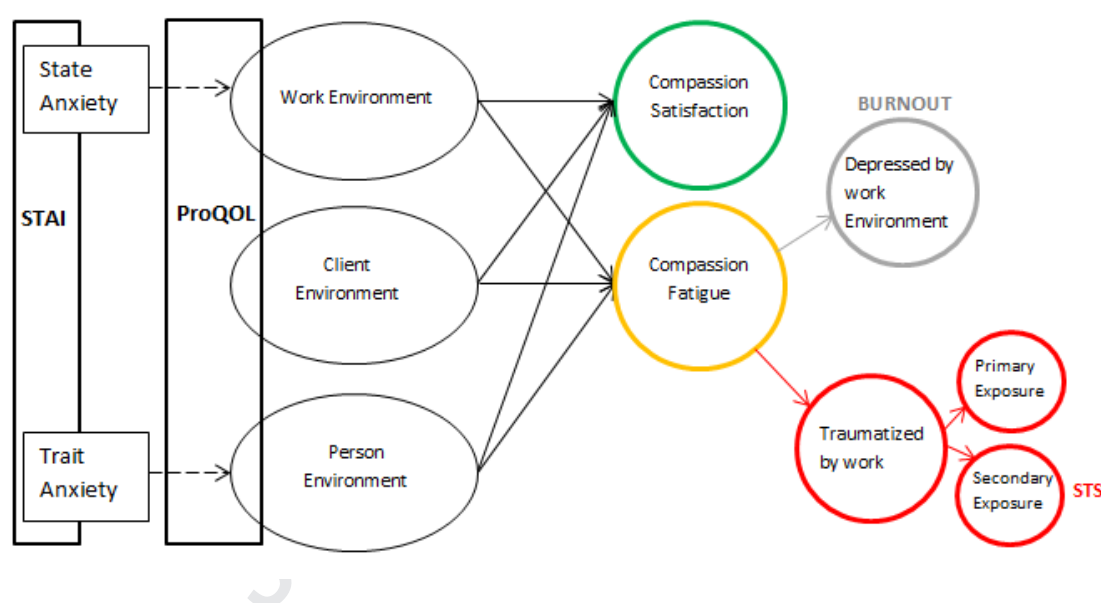 STAI
State
Anxiety
Trait
Anxiety
ProQOL
Work Environment
Client
Environment
Person
Environment
Compassion
Satisfaction
Compassion
Fatigue
BURNOUT
Depressed by
work
Environment
Traumatized
by work
Primary
Exposure
Secondary
Exposure
STS